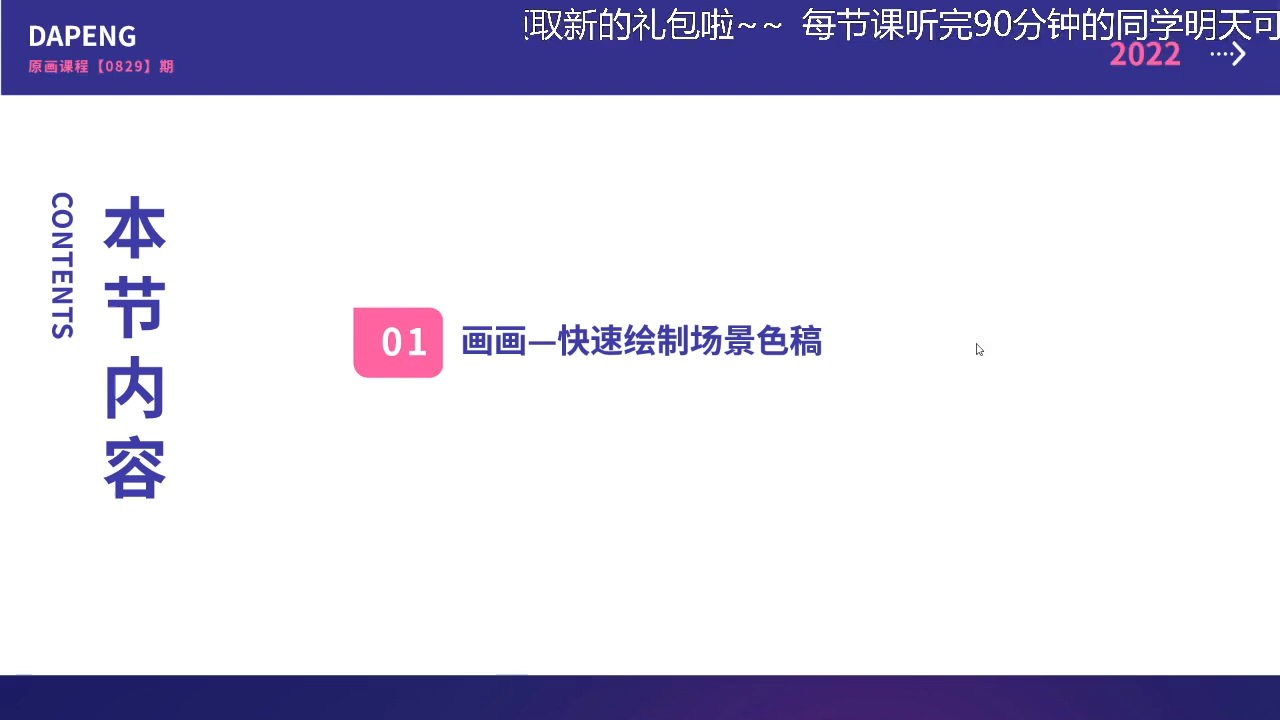 DAPENG
原画课程【0829】期
取新的礼包啦~~ 每节课听完90分钟的同学明天可
2022
CONTENTS
本节内容
01
画画—快速绘制场景色稿